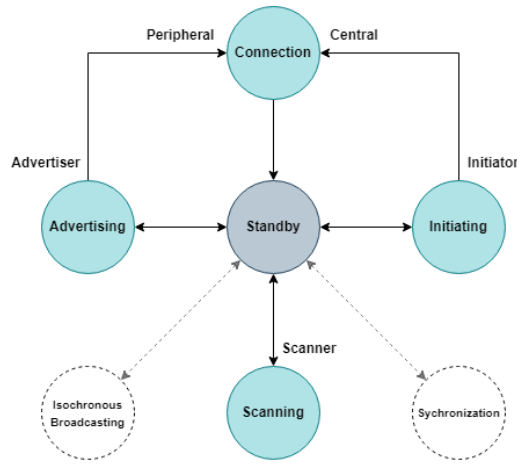 Peripheral
Connection
Central
Advertiser
Initiator
Advertising
Standby
Initiating
Scanner
Isochronous
Broadcasting
Scanning
Sychronization